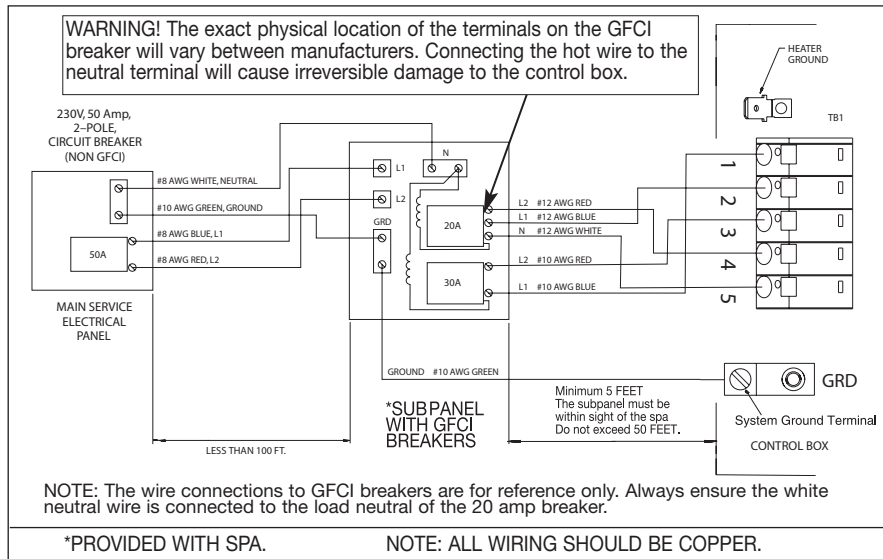 WARNING! The exact physical location of the terminals on the GFCI
breaker will vary between manufacturers. Connecting the hot wire to the
neutral terminal will cause irreversible damage to the control box.
HEATER
GROUND
TB1
230V, 50 Amp,
2–POLE,
CIRCUIT BREAKER
(NON GFCI)
#8 AWG WHITE, NEUTRAL
#10 AWG GREEN, GROUND
#8 AWG BLUE, L1
#8 AWG RED, L2
50A
MAIN SERVICE
ELECTRICAL
PANEL
N
L1
L2
GRD
20A
30A
L2 #12 AWG RED
L1 #12 AWG BLUE
N #12 AWG WHITE
L2 #10 AWG RED
L1 #10 AWG BLUE
1
2
3
4
5
GROUND #10 AWG GREEN
*SUBPANEL
WITH GFCI
BREAKERS
LESS THAN 100 FT.
Minimum 5 FEET
The subpanel must be
within sight of the spa
Do not exceed 50 FEET.
GRD
System Ground Terminal
CONTROL BOX
NOTE: The wire connections to GFCI breakers are for reference only. Always ensure the white
neutral wire is connected to the load neutral of the 20 amp breaker.
*PROVIDED WITH SPA. NOTE: ALL WIRING SHOULD BE COPPER.